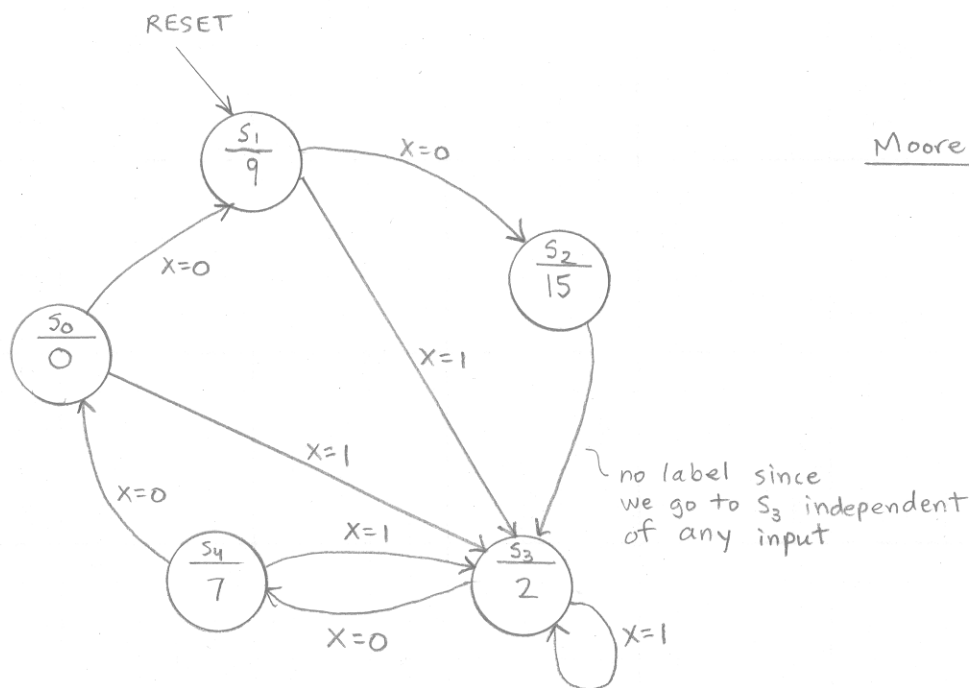 RESET
S1
9
X=0
Moore
S2
15
X=0
S0
0
X=1
X=1
no label since
we go to S3 independent
of any input
X=0
X=1
S4
7
S3
2
X=0
X=1